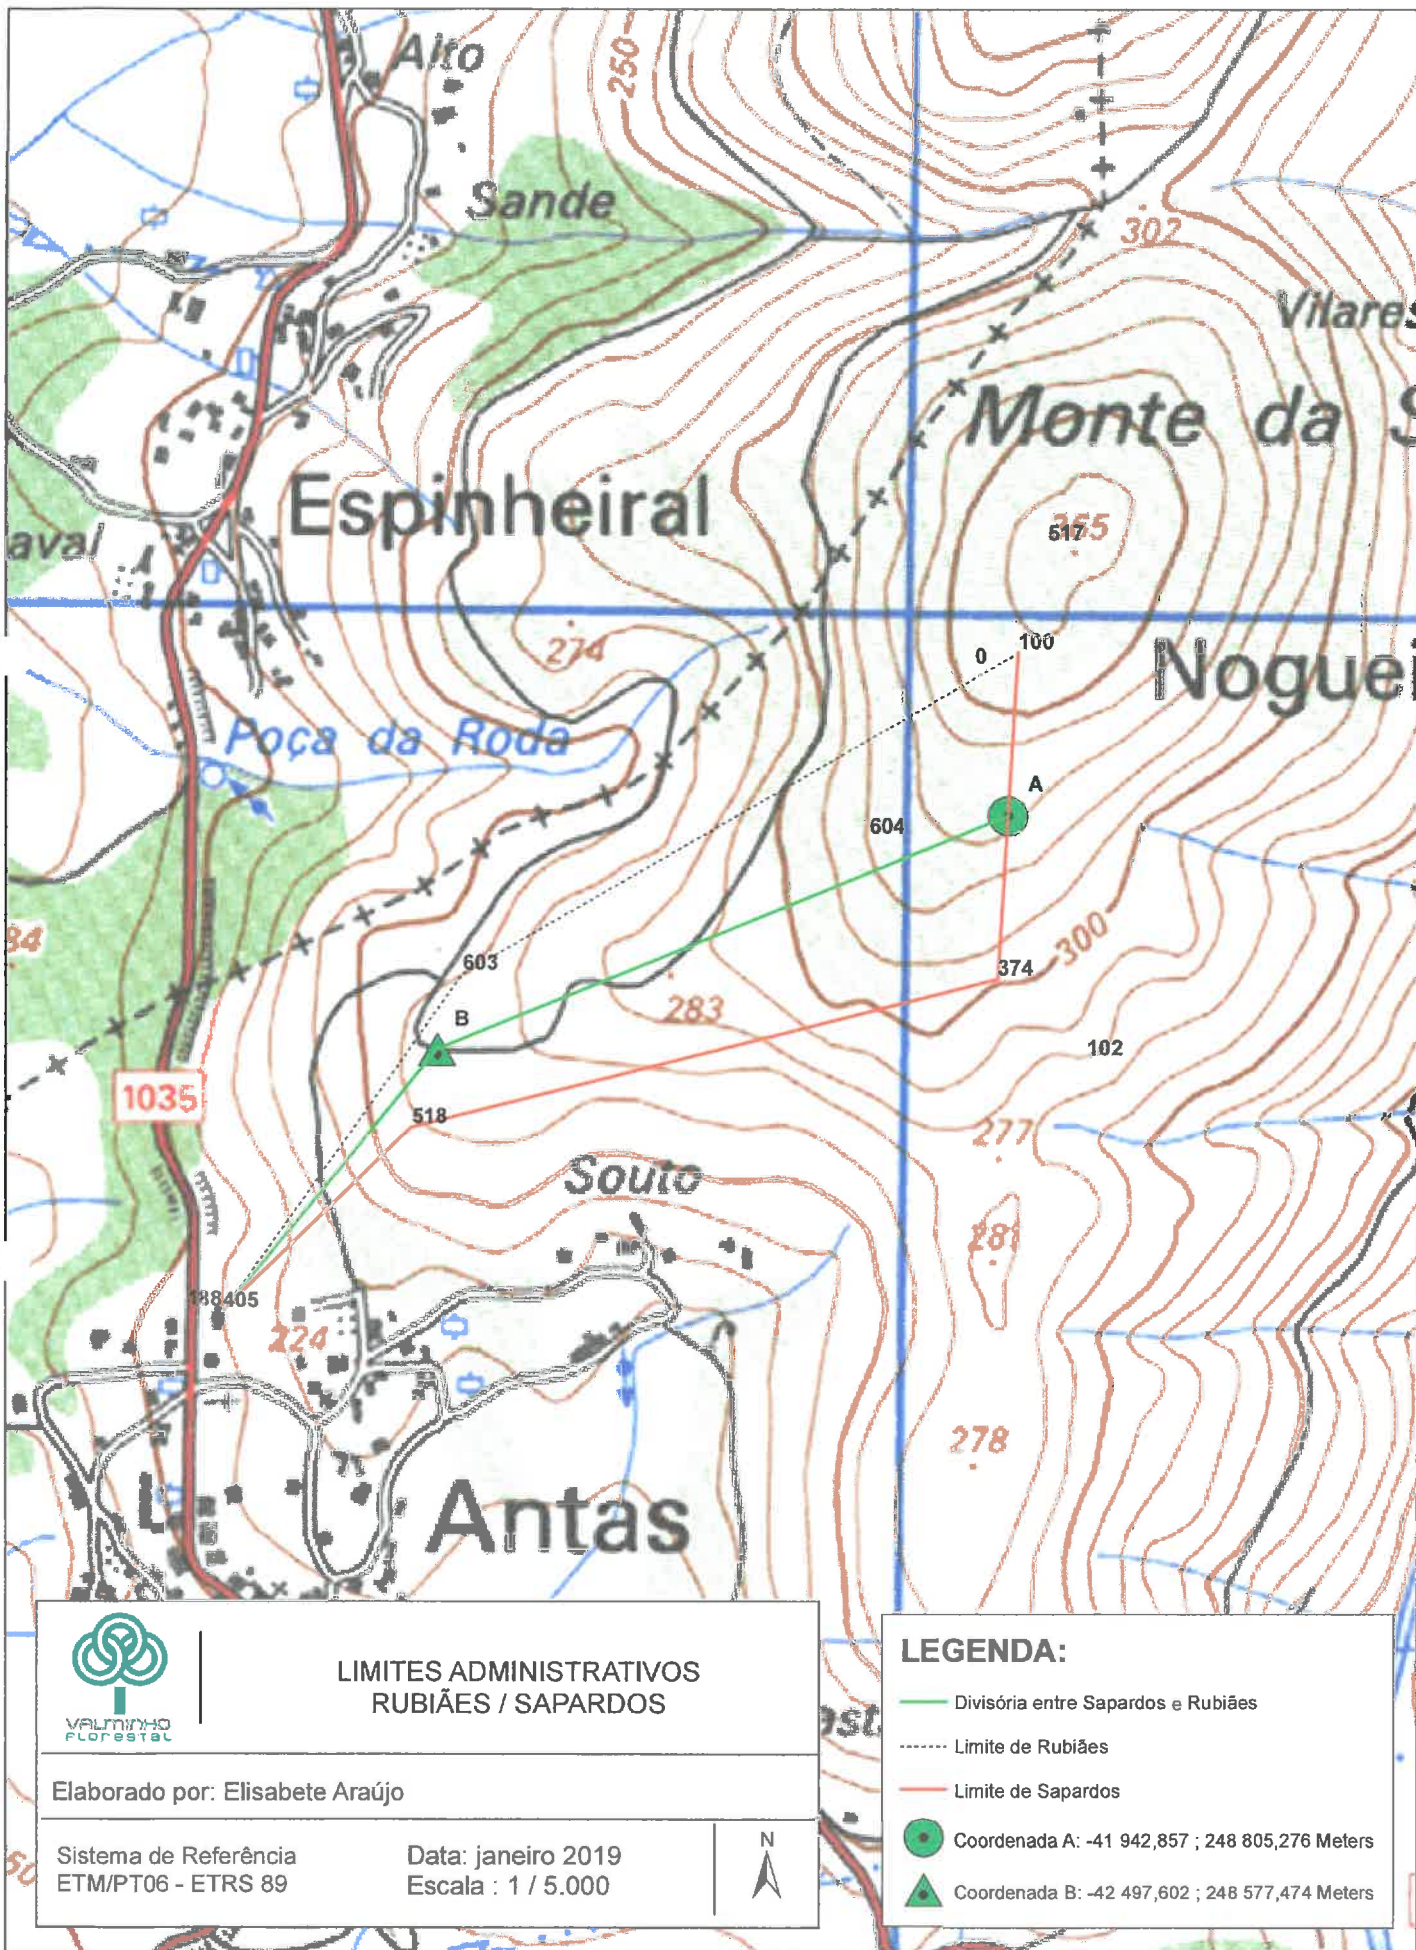 Alto
250
Sande
302
Vilares
Monte da S
Espinheiral
aval
517
274
100
0
Noguei
Poça da Roda
A
604
84
300
603
374
283
B
102
1035
518
277
Souto
281
188405
224
278
Antas
LIMITES ADMINISTRATIVOS
RUBIÃES / SAPARDOS
VALMINHO
FLORESTAL
Elaborado por: Elisabete Araújo
Sistema de Referência
ETM/PT06 - ETRS 89
Data: janeiro 2019
Escala : 1 / 5.000
N
LEGENDA:
Divisória entre Sapardos e Rubiães
Limite de Rubiães
Limite de Sapardos
Coordenada A: -41 942,857 ; 248 805,276 Meters
Coordenada B: -42 497,602 ; 248 577,474 Meters